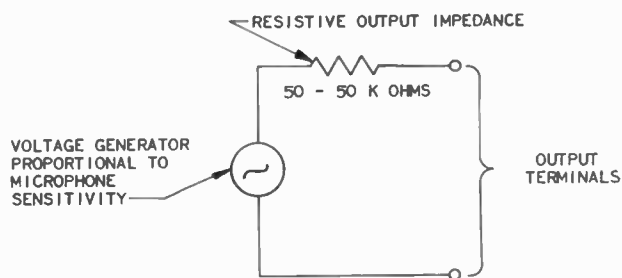 RESISTIVE OUTPUT IMPEDANCE
50 - 50 K OHMS
VOLTAGE GENERATOR
PROPORTIONAL TO
MICROPHONE
SENSITIVITY
OUTPUT
TERMINALS